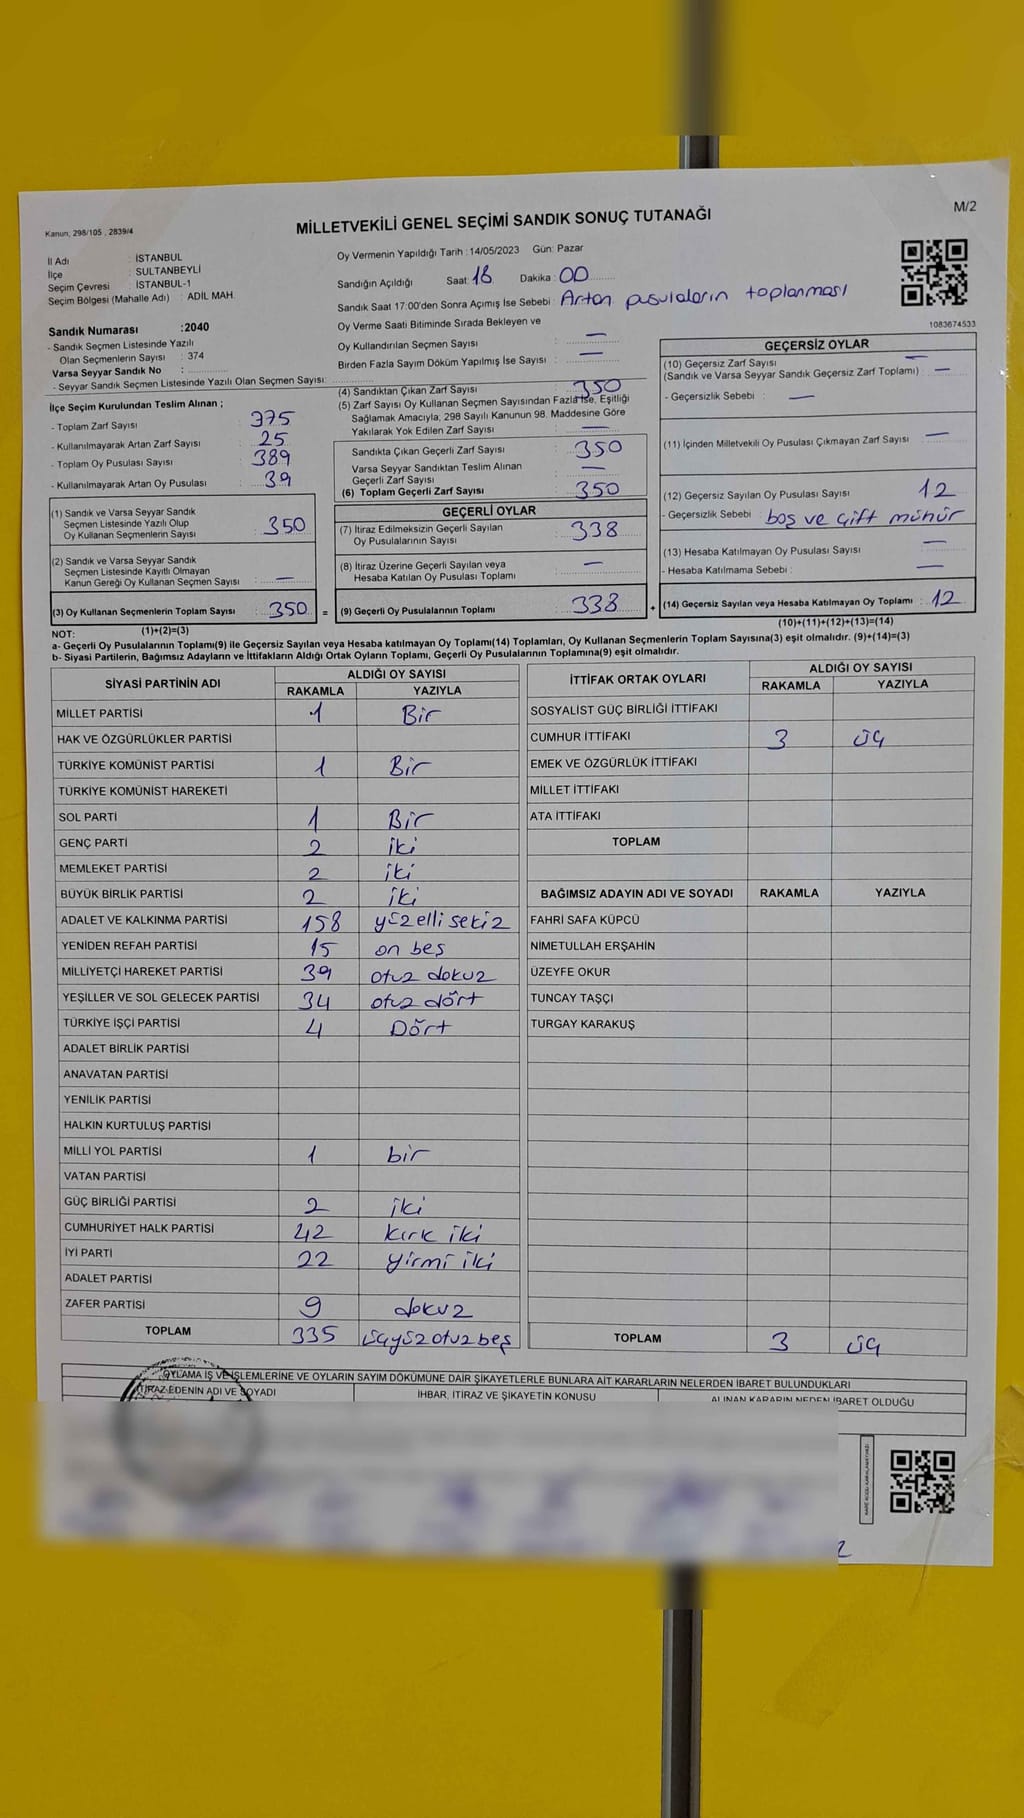 M/2
Kanun, 298/105 , 2839/4
MİLLETVEKİLİ GENEL SEÇİMİ SANDIK SONUÇ TUTANAĞI
İl Adı : İSTANBUL
İlçe : SULTANBEYLİ
Seçim Çevresi : İSTANBUL-1
Seçim Bölgesi (Mahalle Adı) : ADİL MAH.
Oy Vermenin Yapıldığı Tarih : 14/05/2023 Gün: Pazar
Sandığın Açıldığı Saat: 18 Dakika : 00
Sandık Saat 17:00'den Sonra Açımış İse Sebebi : Artan pusulaların toplanması
1083674533
Sandık Numarası :2040
- Sandık Seçmen Listesinde Yazılı
Olan Seçmenlerin Sayısı : 374
Varsa Seyyar Sandık No :
- Seyyar Sandık Seçmen Listesinde Yazılı Olan Seçmen Sayısı:
Oy Verme Saati Bitiminde Sırada Bekleyen ve
Oy Kullandırılan Seçmen Sayısı : —
Birden Fazla Sayım Döküm Yapılmış İse Sayısı : —
İlçe Seçim Kurulundan Teslim Alınan ;
- Toplam Zarf Sayısı : 375
- Kullanılmayarak Artan Zarf Sayısı : 25
- Toplam Oy Pusulası Sayısı : 389
- Kullanılmayarak Artan Oy Pusulası : 39
(4) Sandıktan Çıkan Zarf Sayısı : 350
(5) Zarf Sayısı Oy Kullanan Seçmen Sayısından Fazla İse, Eşitliği
Sağlamak Amacıyla, 298 Sayılı Kanunun 98. Maddesine Göre
Yakılarak Yok Edilen Zarf Sayısı : —
Sandıkta Çıkan Geçerli Zarf Sayısı : 350
Varsa Seyyar Sandıktan Teslim Alınan
Geçerli Zarf Sayısı : —
(6) Toplam Geçerli Zarf Sayısı : 350
GEÇERSİZ OYLAR
(10) Geçersiz Zarf Sayısı —
(Sandık ve Varsa Seyyar Sandık Geçersiz Zarf Toplamı) : —
- Geçersizlik Sebebi : —
(11) İçinden Milletvekili Oy Pusulası Çıkmayan Zarf Sayısı : —
(12) Geçersiz Sayılan Oy Pusulası Sayısı : 12
- Geçersizlik Sebebi : boş ve çift mühür
(13) Hesaba Katılmayan Oy Pusulası Sayısı : —
- Hesaba Katılmama Sebebi : —
(14) Geçersiz Sayılan veya Hesaba Katılmayan Oy Toplamı : 12
(10)+(11)+(12)+(13)=(14)
(1) Sandık ve Varsa Seyyar Sandık
Seçmen Listesinde Yazılı Olup
Oy Kullanan Seçmenlerin Sayısı : 350
(2) Sandık ve Varsa Seyyar Sandık
Seçmen Listesinde Kayıtlı Olmayan
Kanun Gereği Oy Kullanan Seçmen Sayısı : —
(3) Oy Kullanan Seçmenlerin Toplam Sayısı : 350 =
(1)+(2)=(3)
GEÇERLİ OYLAR
(7) İtiraz Edilmeksizin Geçerli Sayılan
Oy Pusulalarının Sayısı : 338
(8) İtiraz Üzerine Geçerli Sayılan veya
Hesaba Katılan Oy Pusulası Toplamı : —
(9) Geçerli Oy Pusulalarının Toplamı : 338 +
NOT:
a- Geçerli Oy Pusulalarının Toplamı(9) ile Geçersiz Sayılan veya Hesaba katılmayan Oy Toplamı(14) Toplamları, Oy Kullanan Seçmenlerin Toplam Sayısına(3) eşit olmalıdır. (9)+(14)=(3)
b- Siyasi Partilerin, Bağımsız Adayların ve İttifakların Aldığı Ortak Oyların Toplamı, Geçerli Oy Pusulalarının Toplamına(9) eşit olmalıdır.
SİYASİ PARTİNİN ADI ALDIĞI OY SAYISI
RAKAMLA YAZIYLA
MİLLET PARTİSİ 1 Bir
HAK VE ÖZGÜRLÜKLER PARTİSİ
TÜRKİYE KOMÜNİST PARTİSİ 1 Bir
TÜRKİYE KOMÜNİST HAREKETİ
SOL PARTİ 1 Bir
GENÇ PARTİ 2 iki
MEMLEKET PARTİSİ 2 iki
BÜYÜK BİRLİK PARTİSİ 2 iki
ADALET VE KALKINMA PARTİSİ 158 yüzelli sekiz
YENİDEN REFAH PARTİSİ 15 on beş
MİLLİYETÇİ HAREKET PARTİSİ 39 otuz dokuz
YEŞİLLER VE SOL GELECEK PARTİSİ 34 otuz dört
TÜRKİYE İŞÇİ PARTİSİ 4 Dört
ADALET BİRLİK PARTİSİ
ANAVATAN PARTİSİ
YENİLİK PARTİSİ
HALKIN KURTULUŞ PARTİSİ
MİLLİ YOL PARTİSİ 1 bir
VATAN PARTİSİ
GÜÇ BİRLİĞİ PARTİSİ 2 iki
CUMHURİYET HALK PARTİSİ 42 kırk iki
İYİ PARTİ 22 yirmi iki
ADALET PARTİSİ
ZAFER PARTİSİ 9 dokuz
TOPLAM 335 üçyüzotuzbeş
İTTİFAK ORTAK OYLARI ALDIĞI OY SAYISI
RAKAMLA YAZIYLA
SOSYALİST GÜÇ BİRLİĞİ İTTİFAKI
CUMHUR İTTİFAKI 3 üç
EMEK VE ÖZGÜRLÜK İTTİFAKI
MİLLET İTTİFAKI
ATA İTTİFAKI
TOPLAM
BAĞIMSIZ ADAYIN ADI VE SOYADI RAKAMLA YAZIYLA
FAHRİ SAFA KÜPCÜ
NİMETULLAH ERŞAHİN
ÜZEYFE OKUR
TUNCAY TAŞÇI
TURGAY KARAKUŞ
TOPLAM 3 üç
OYLAMA İŞ VE İŞLEMLERİNE VE OYLARIN SAYIM DÖKÜMÜNE DAİR ŞİKAYETLERLE BUNLARA AİT KARARLARIN NELERDEN İBARET BULUNDUKLARI
İTİRAZ EDENİN ADI VE SOYADI İHBAR, İTİRAZ VE ŞİKAYETİN KONUSU ALINAN KARARIN NEDEN İBARET OLDUĞU